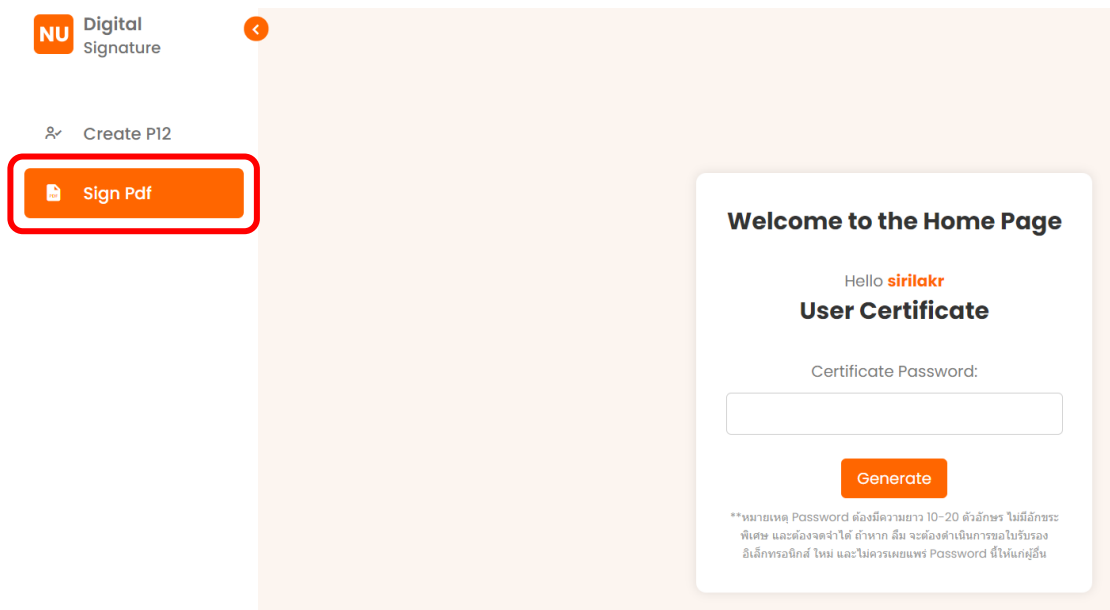 NU
Digital
Signature
Create P12
Sign Pdf
Welcome to the Home Page
Hello sirilakr
User Certificate
Certificate Password:
Generate
**หมายเหตุ Password ต้องมีความยาว 10-20 ตัวอักษร ไม่มีอักขระ
พิเศษ และต้องจดจำได้ ถ้าหาก ลืม จะต้องดำเนินการขอใบรับรอง
อิเล็กทรอนิกส์ ใหม่ และไม่ควรเผยแพร่ Password นี้ให้แก่ผู้อื่น